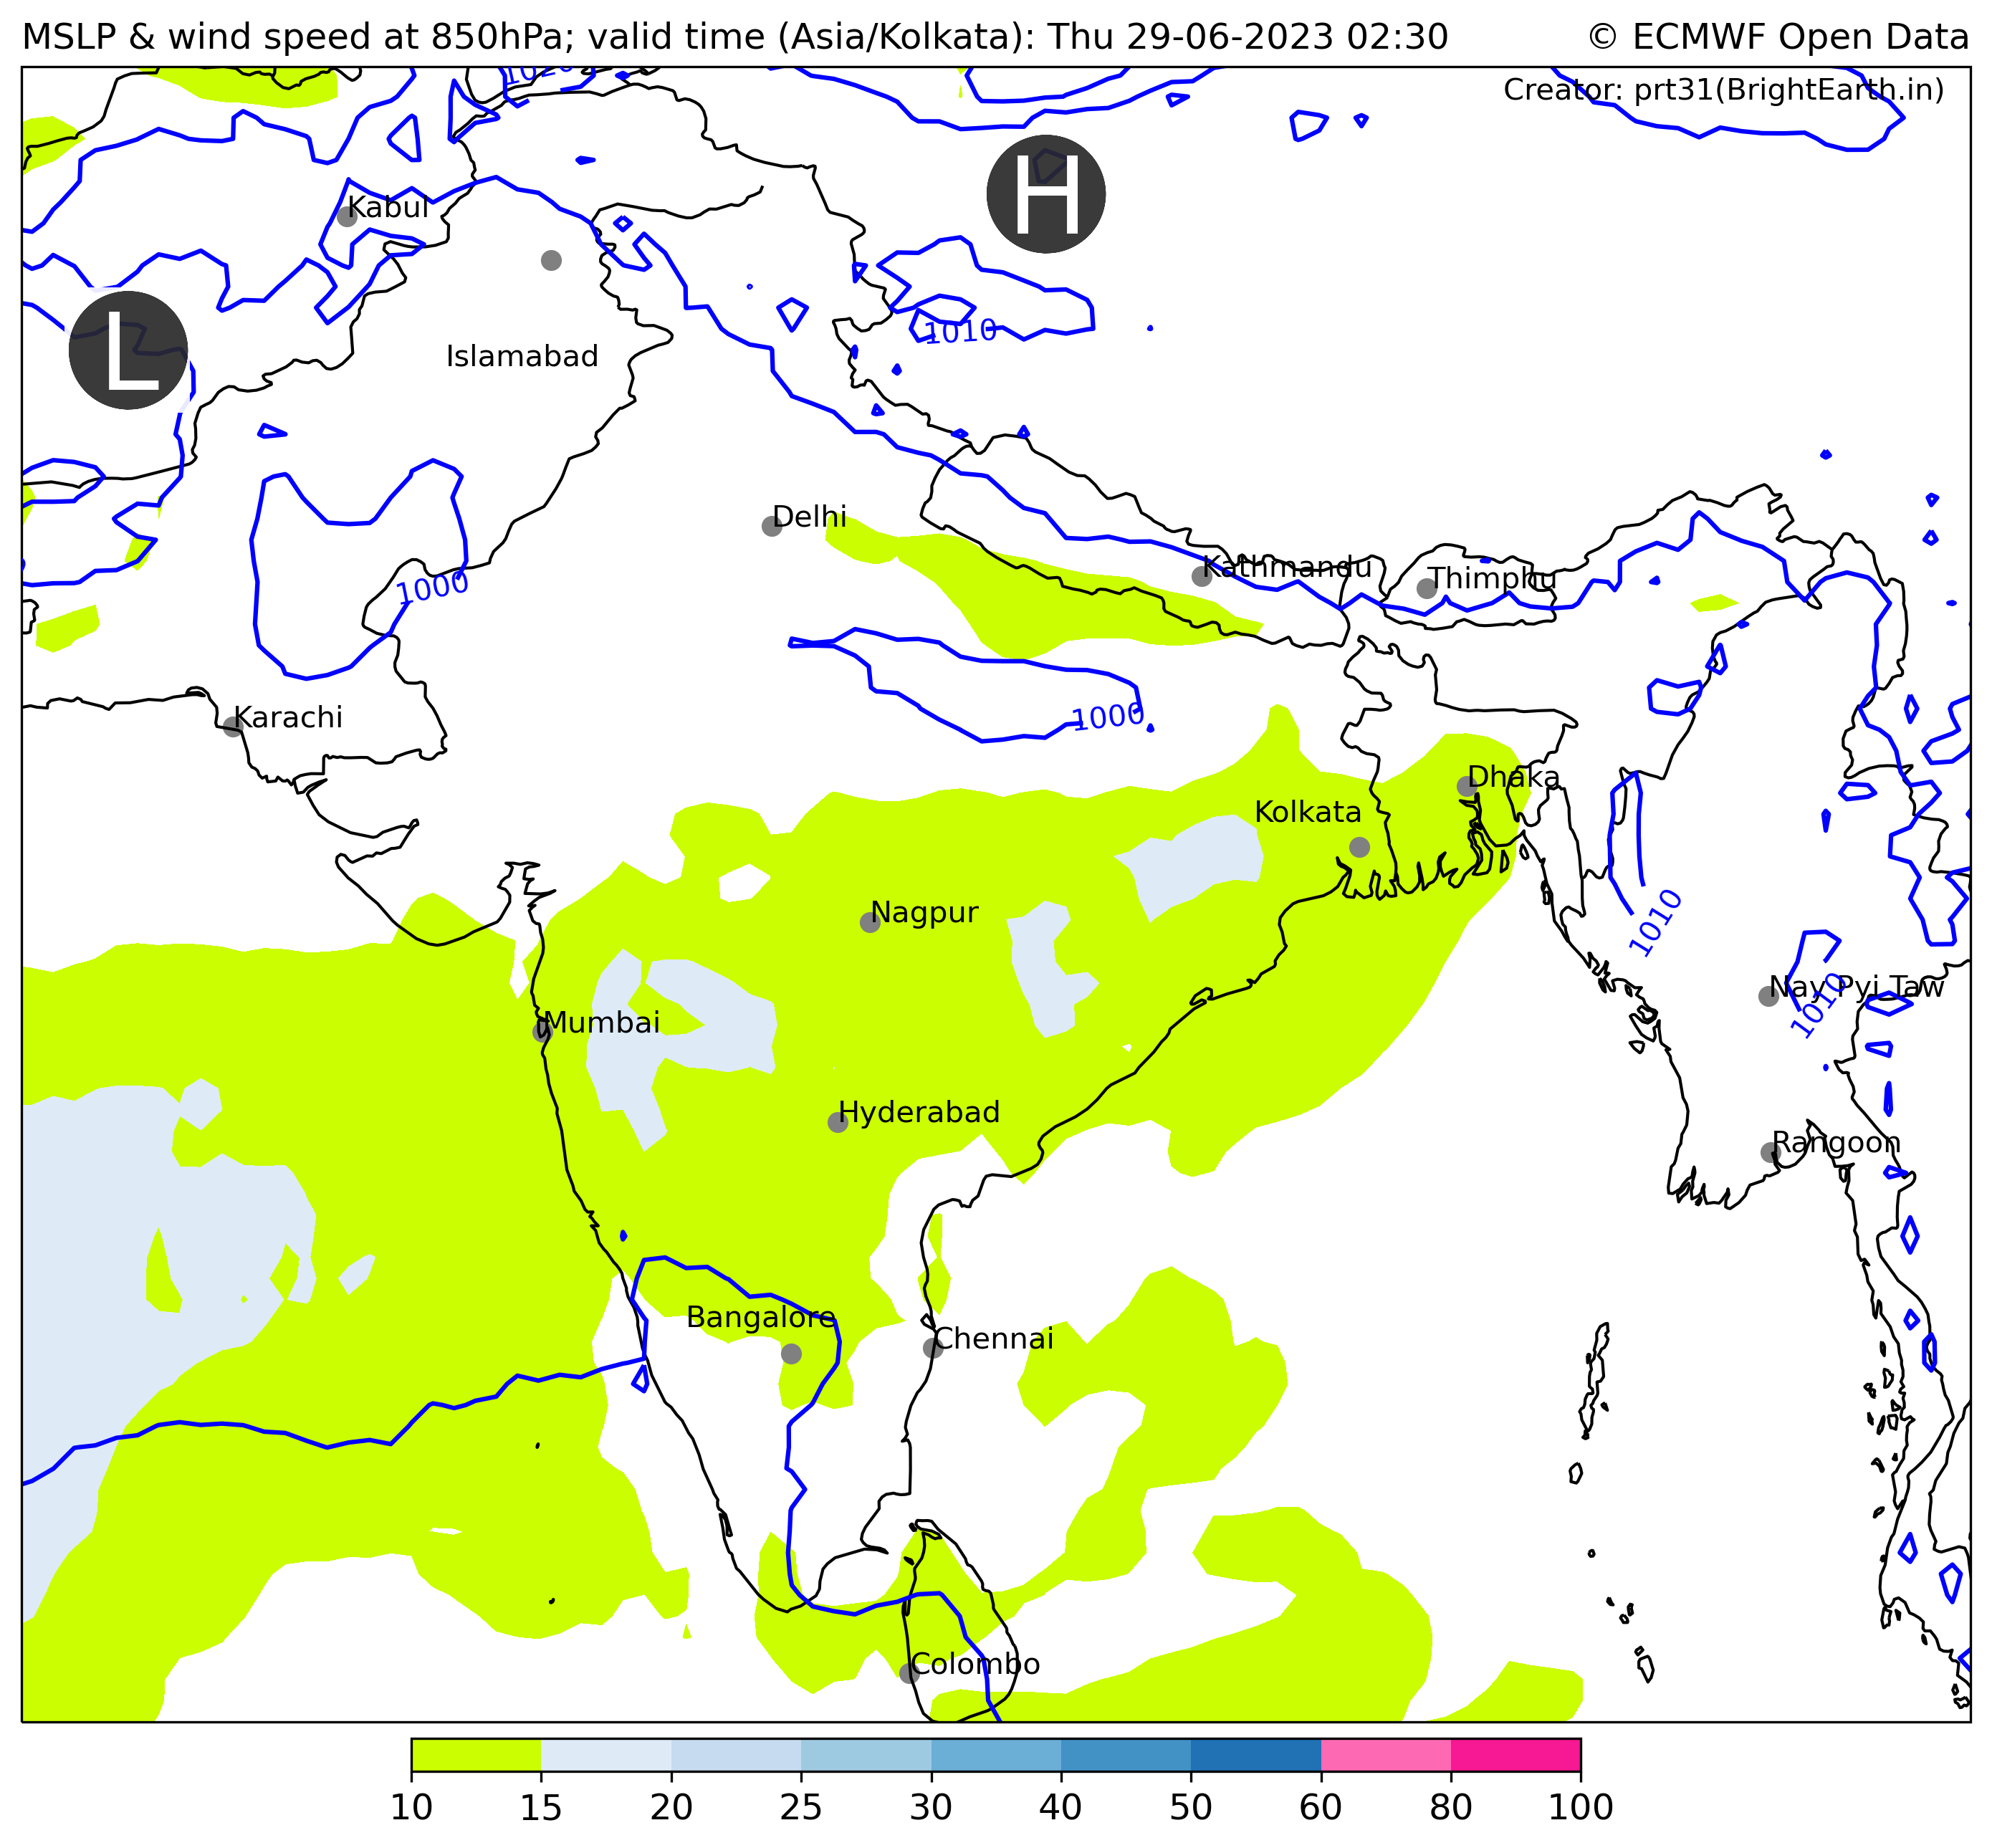 MSLP & wind speed at 850hPa; valid time (Asia/Kolkata): Thu 29-06-2023 02:30
© ECMWF Open Data
Creator: prt31(BrightEarth.in)
1020
H
Kabul
L
1010
Islamabad
Delhi
Kathmandu
Thimphu
1000
Karachi
1000
Dhaka
Kolkata
Nagpur
1010
Nay Pyi Taw
1010
Mumbai
Hyderabad
Rangoon
Bangalore
Chennai
Colombo
10 15 20 25 30 40 50 60 80 100